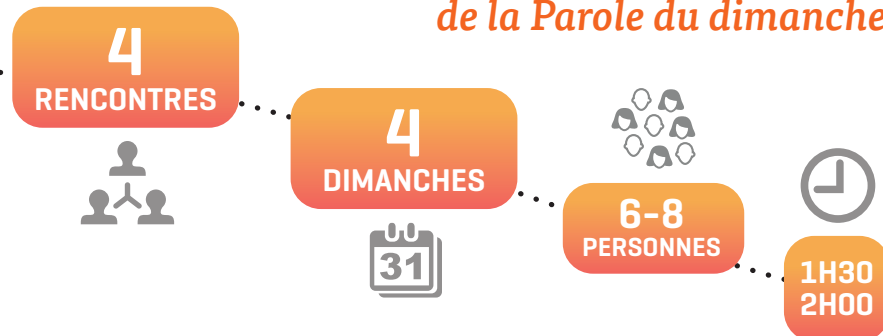 de la Parole du dimanche
4
RENCONTRES
4
DIMANCHES
31
6-8
PERSONNES
1H30
2H00